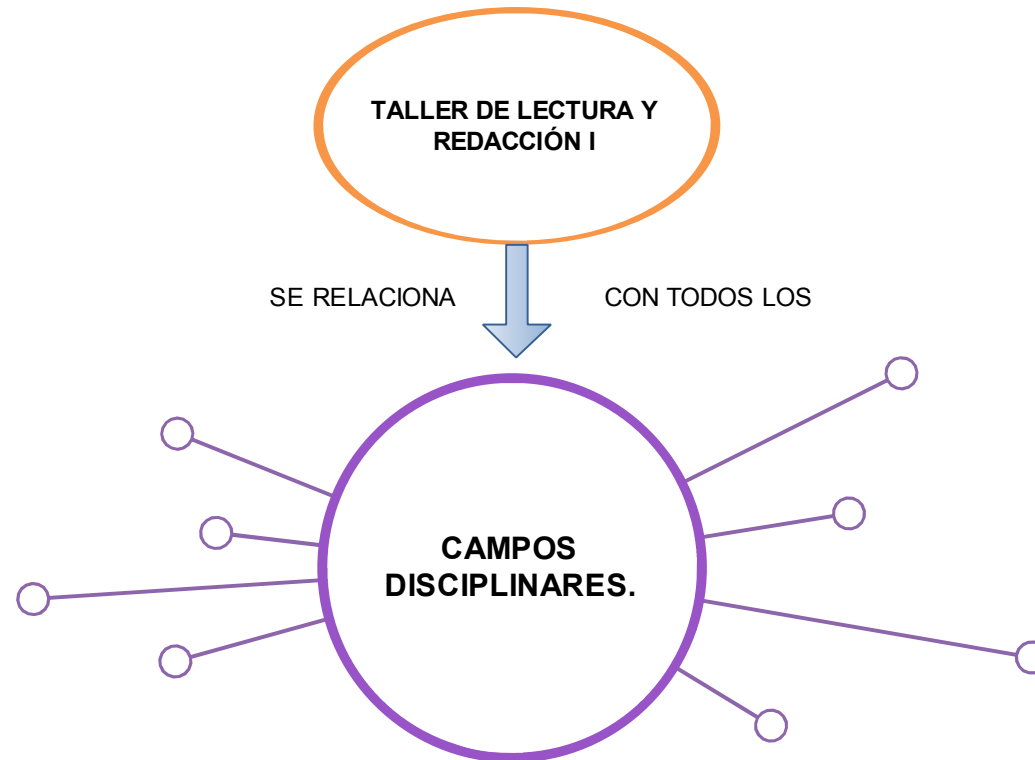 TALLER DE LECTURA Y
REDACCIÓN I
SE RELACIONA
CON TODOS LOS
CAMPOS
DISCIPLINARES.